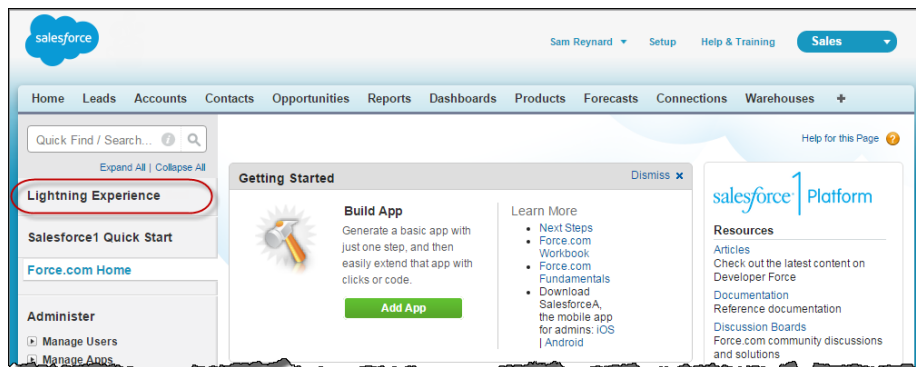 salesforce
Sam Reynard
Setup
Help & Training
Sales
Home Leads Accounts Contacts Opportunities Reports Dashboards Products Forecasts Connections Warehouses +
Quick Find / Search...
Expand All | Collapse All
Lightning Experience
Salesforce1 Quick Start
Force.com Home
Administer
Manage Users
Manage Apps
Help for this Page ?
Getting Started
Dismiss x
Build App
Generate a basic app with
just one step, and then
easily extend that app with
clicks or code.
Add App
Learn More
• Next Steps
• Force.com
Workbook
• Force.com
Fundamentals
• Download
SalesforceA,
the mobile app
for admins: iOS
| Android
salesforce1 Platform
Resources
Articles
Check out the latest content on
Developer Force
Documentation
Reference documentation
Discussion Boards
Force.com community discussions
and solutions